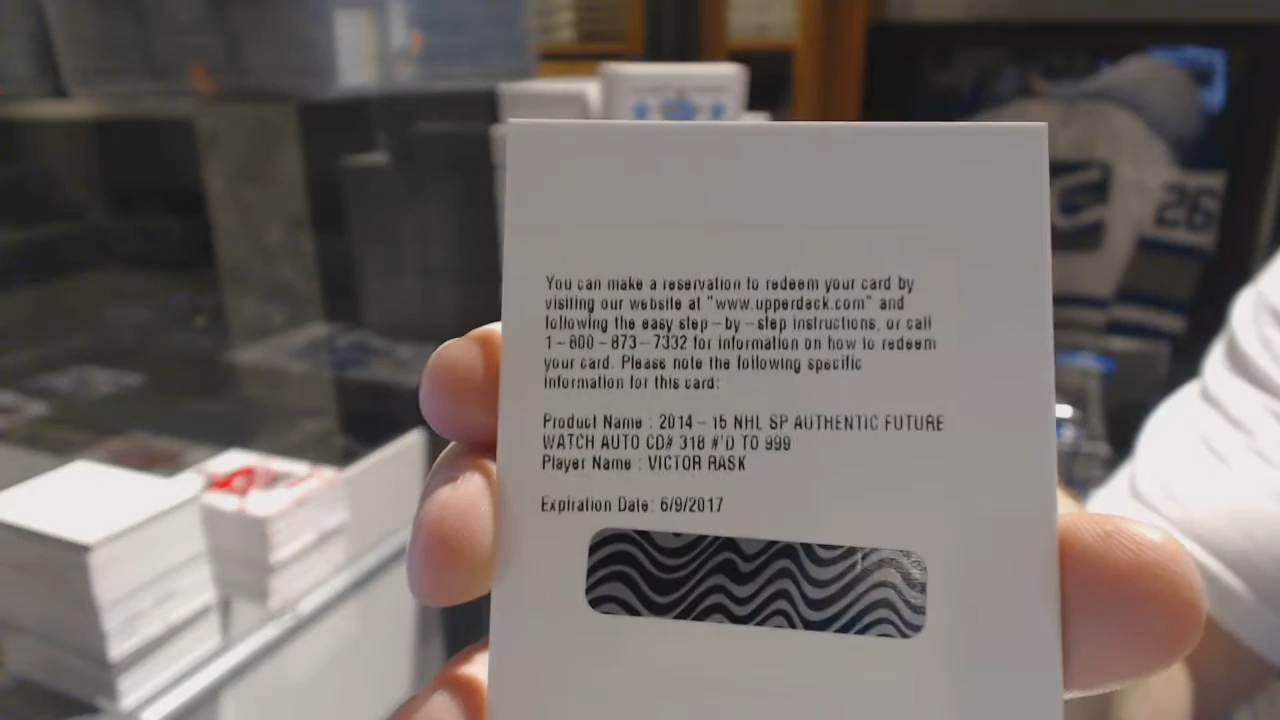 You can make a reservation to redeem your card by
visiting our website at "www.upperdeck.com" and
following the easy step-by-step instructions, or call
1-800-873-7332 for information on how to redeem
your card. Please note the following specific
information for this card:
Product Name : 2014-15 NHL SP AUTHENTIC FUTURE
WATCH AUTO CD# 318 #'D TO 999
Player Name : VICTOR RASK
Expiration Date: 6/9/2017
26